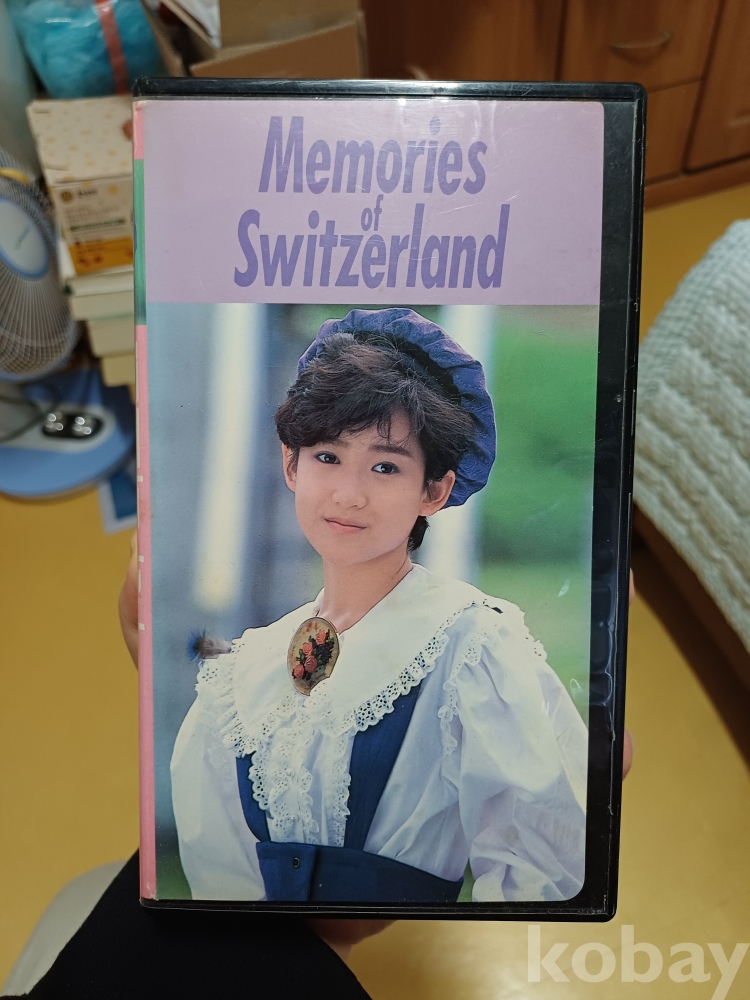 Memories
of
Switzerland
kobay